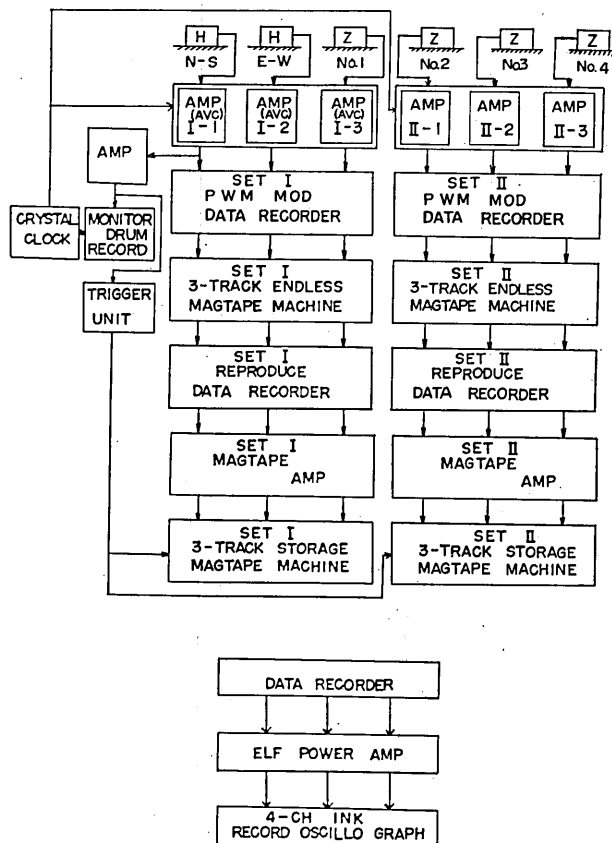 H H Z Z Z Z
N-S E-W No.1 No.2 No.3 No.4
AMP (AVC) I-1
AMP (AVC) I-2
AMP (AVC) I-3
AMP II-1
AMP II-2
AMP II-3
AMP
CRYSTAL
CLOCK
MONITOR
DRUM
RECORD
TRIGGER
UNIT
SET I
PWM MOD
DATA RECORDER
SET II
PWM MOD
DATA RECORDER
SET I
3-TRACK ENDLESS
MAGTAPE MACHINE
SET II
3-TRACK ENDLESS
MAGTAPE MACHINE
SET I
REPRODUCE
DATA RECORDER
SET II
REPRODUCE
DATA RECORDER
SET I
MAGTAPE
AMP
SET II
MAGTAPE
AMP
SET I
3-TRACK STORAGE
MAGTAPE MACHINE
SET II
3-TRACK STORAGE
MAGTAPE MACHINE
DATA RECORDER
ELF POWER AMP
4-CH INK
RECORD OSCILLO GRAPH